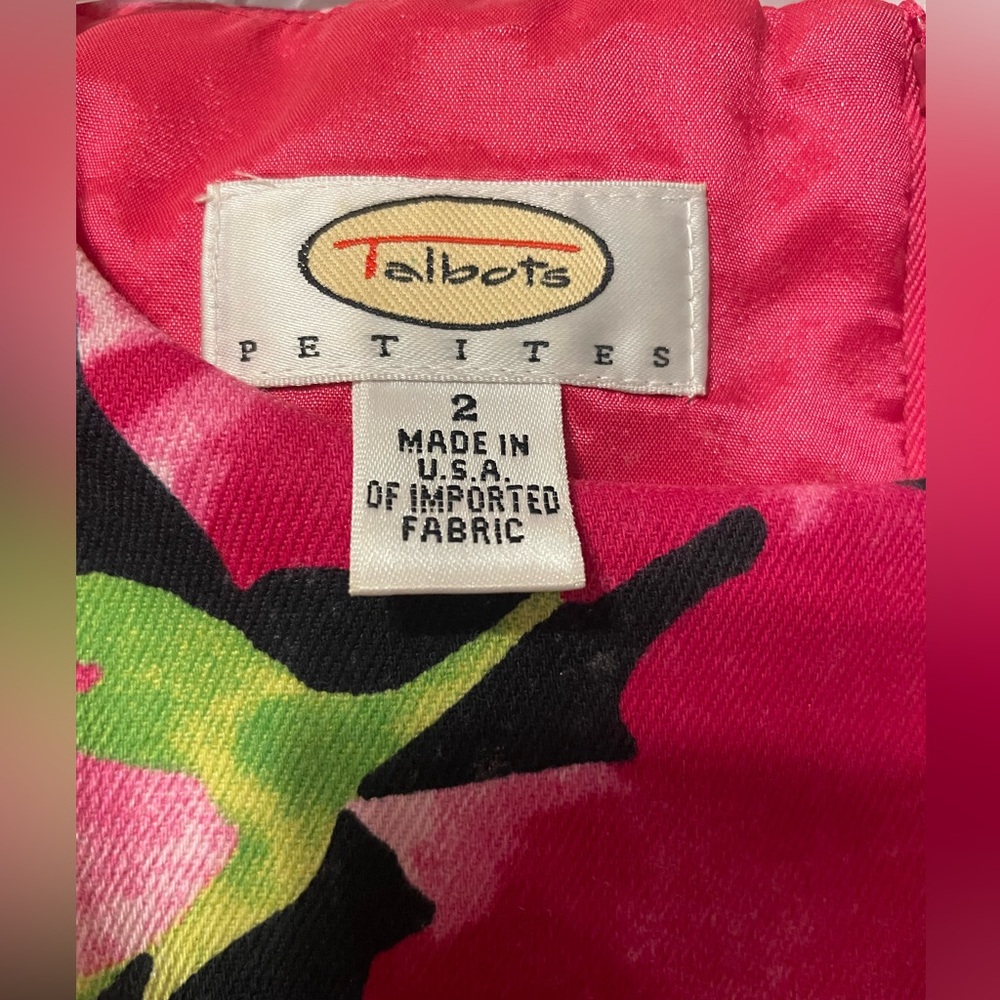 Talbots
PETITES
2
MADE IN
U.S.A.
OF IMPORTED
FABRIC